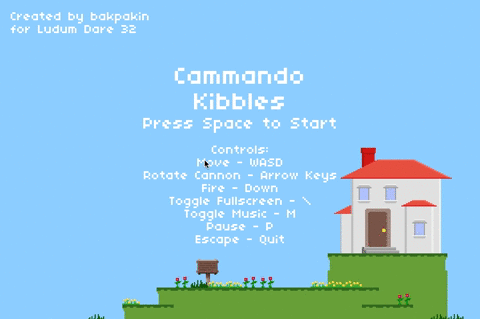 Created by bakpakin
for Ludum Dare 32
Cammando
Kibbles
Press Space to Start
Controls:
Move - WASD
Rotate Cannon - Arrow Keys
Fire - Down
Toggle Fullscreen - \
Toggle Music - M
Pause - P
Escape - Quit